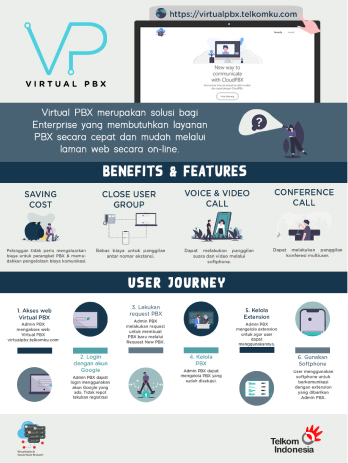 https://virtualpbx.telkomku.com
VP
VIRTUAL PBX
New way to
communicate
with CloudPBX
Virtual PBX merupakan solusi bagi
Enterprise yang membutuhkan layanan
PBX secara cepat dan mudah melalui
laman web secara on-line.
BENEFITS & FEATURES
SAVING
COST
Pelanggan tidak perlu mengeluarkan
biaya untuk perangkat PBX & memu-
dahkan pengelolaan biaya komunikasi.
CLOSE USER
GROUP
Bebas biaya untuk panggilan
antar nomor ekstensi.
VOICE & VIDEO
CALL
Dapat melakukan panggilan
suara dan video melalui
softphone.
CONFERENCE
CALL
Dapat melakukan panggilan
konferensi multiuser.
USER JOURNEY
1. Akses web
Virtual PBX
Admin PBX
mengakses web
Virtual PBX
virtualpbx.telkomku.com
2. Login
dengan akun
Google
Admin PBX dapat
login menggunakan
akun Google yang
ada. Tidak repot
lakukan registrasi
3. Lakukan
request PBX
Admin PBX
melakukan request
untuk membuat
PBX baru melalui
Request New PBX.
4. Kelola
PBX
Admin PBX dapat
mengelola PBX yang
sudah disetujui.
5. Kelola
Extension
Admin PBX
mengelola extension
untuk agar user
dapat
menggunakannya.
6. Gunakan
Softphone
User menggunakan
softphone untuk
berkomunikasi
dengan extension
yang diberikan
Admin PBX.
Telkom
Indonesia